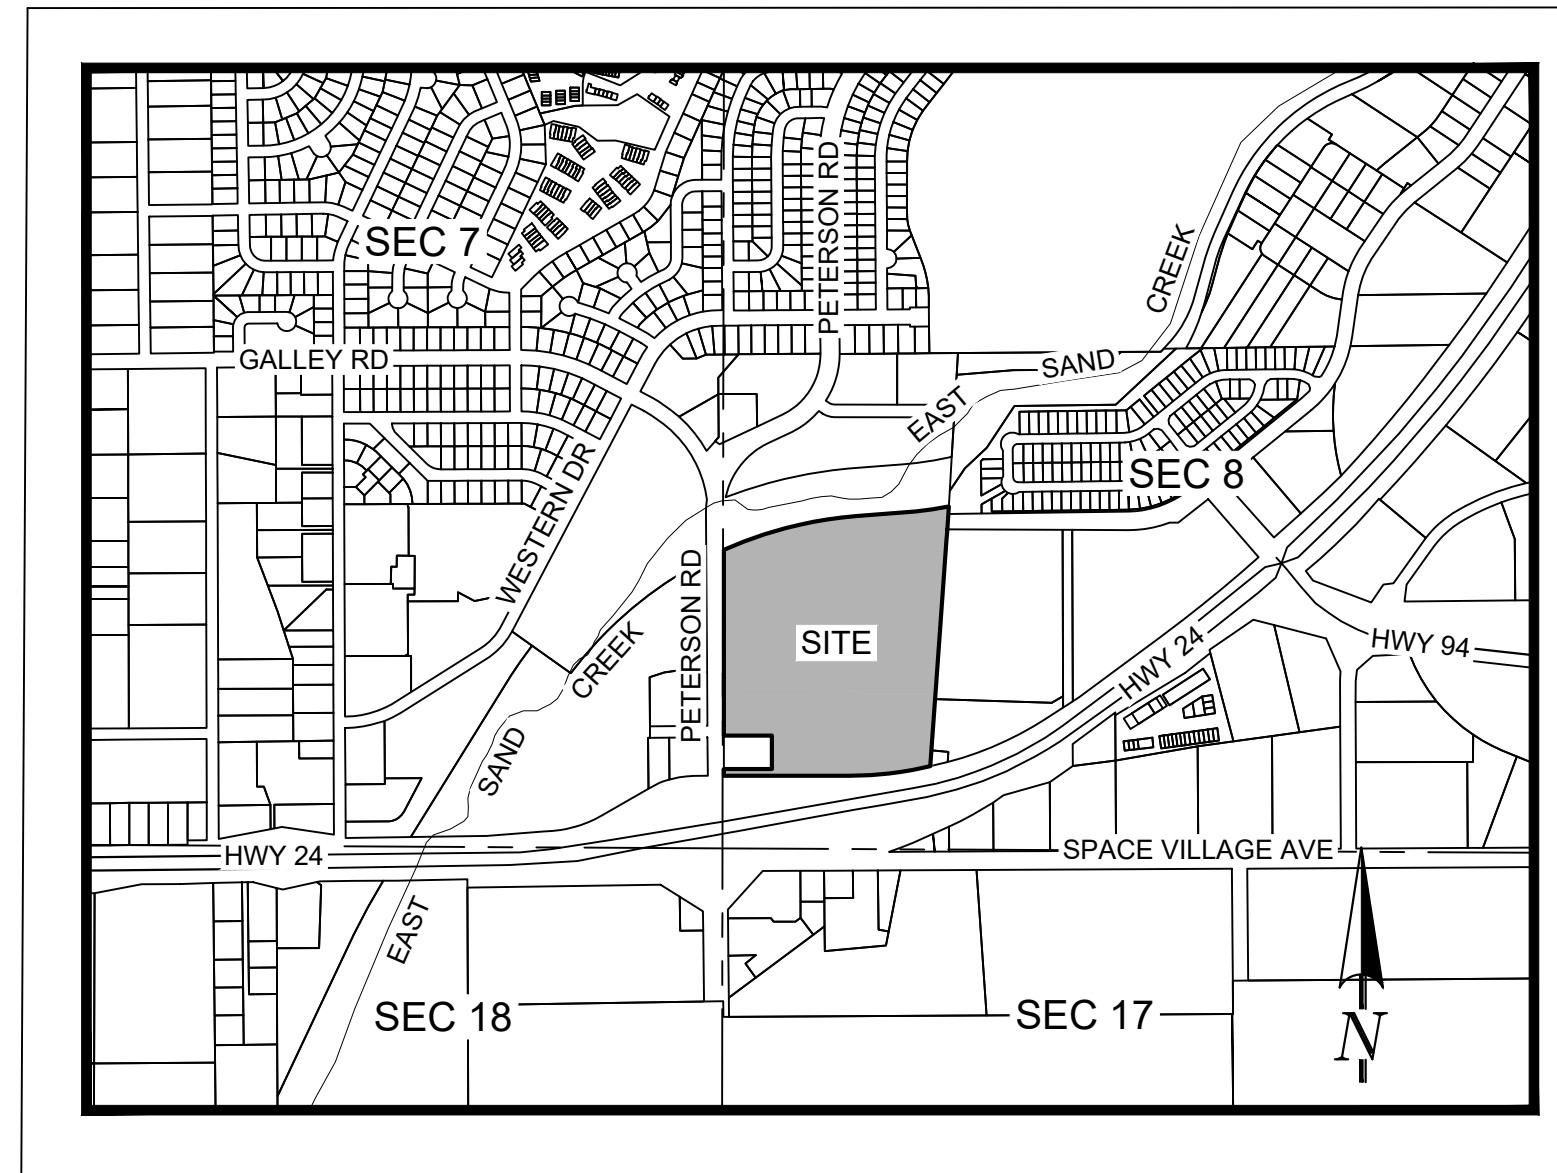 PETERSON RD
SEC 7
CREEK
GALLEY RD
SAND
EAST
WESTERN DR
SEC 8
PETERSON RD
SITE
CREEK
HWY 24
HWY 94
SAND
HWY 24
SPACE VILLAGE AVE
EAST
SEC 18
SEC 17
N